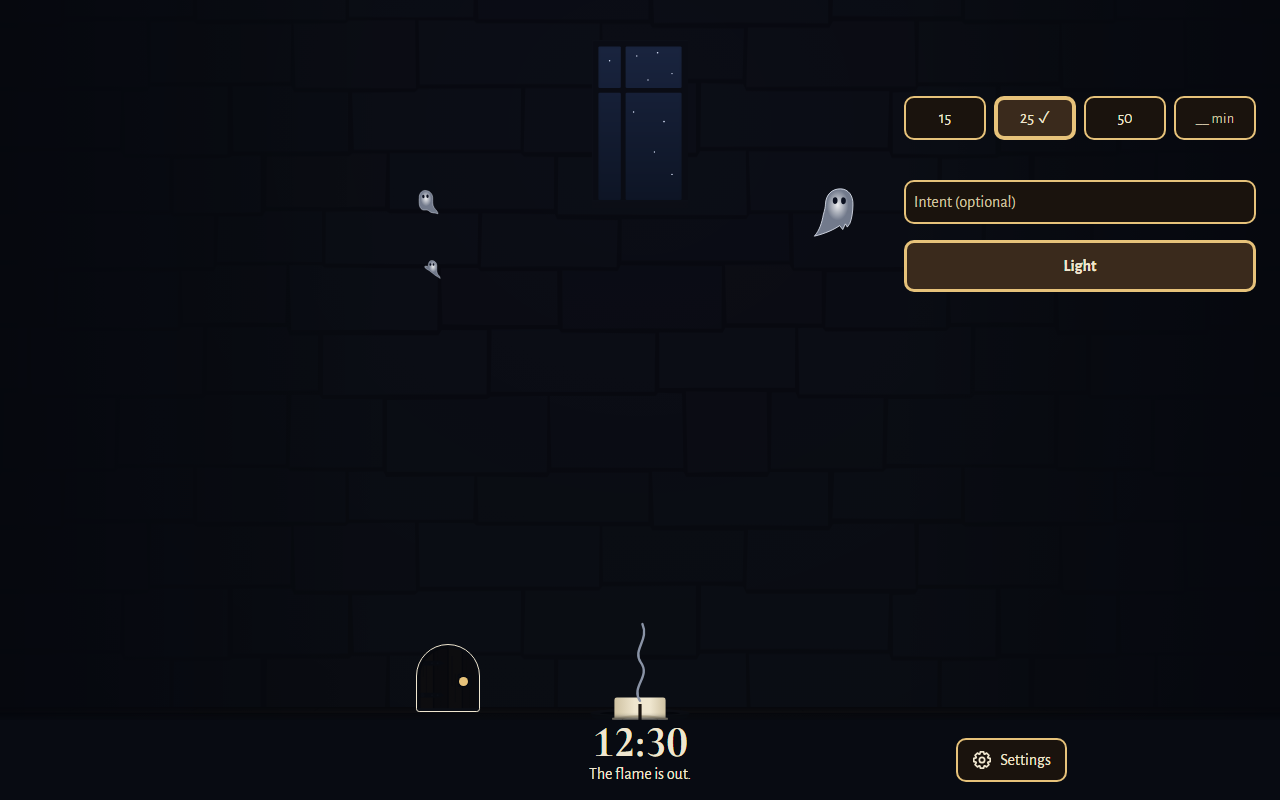 15
25 ✓
50
__ min
Intent (optional)
Light
12:30
The flame is out.
Settings